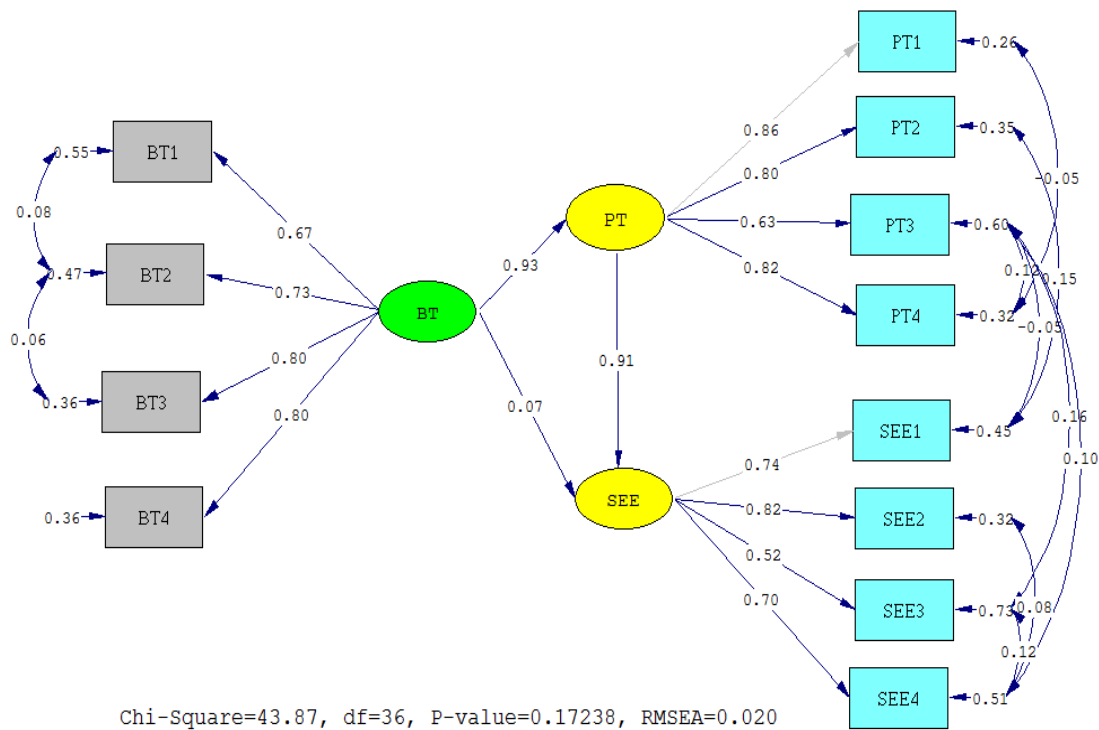 PT1
0.26
0.86
PT2
0.35
0.55
BT1
0.80
-0.05
0.08
PT
PT3
0.60
0.67
0.63
0.47
BT2
0.93
0.82
0.12
0.15
0.73
BT
PT4
0.32
-0.05
0.06
0.80
0.91
0.36
BT3
0.07
0.80
SEE1
0.45
0.16
0.74
0.10
0.36
BT4
SEE
0.82
SEE2
0.32
0.52
0.70
SEE3
0.73
0.08
0.12
SEE4
0.51
Chi-Square=43.87, df=36, P-value=0.17238, RMSEA=0.020